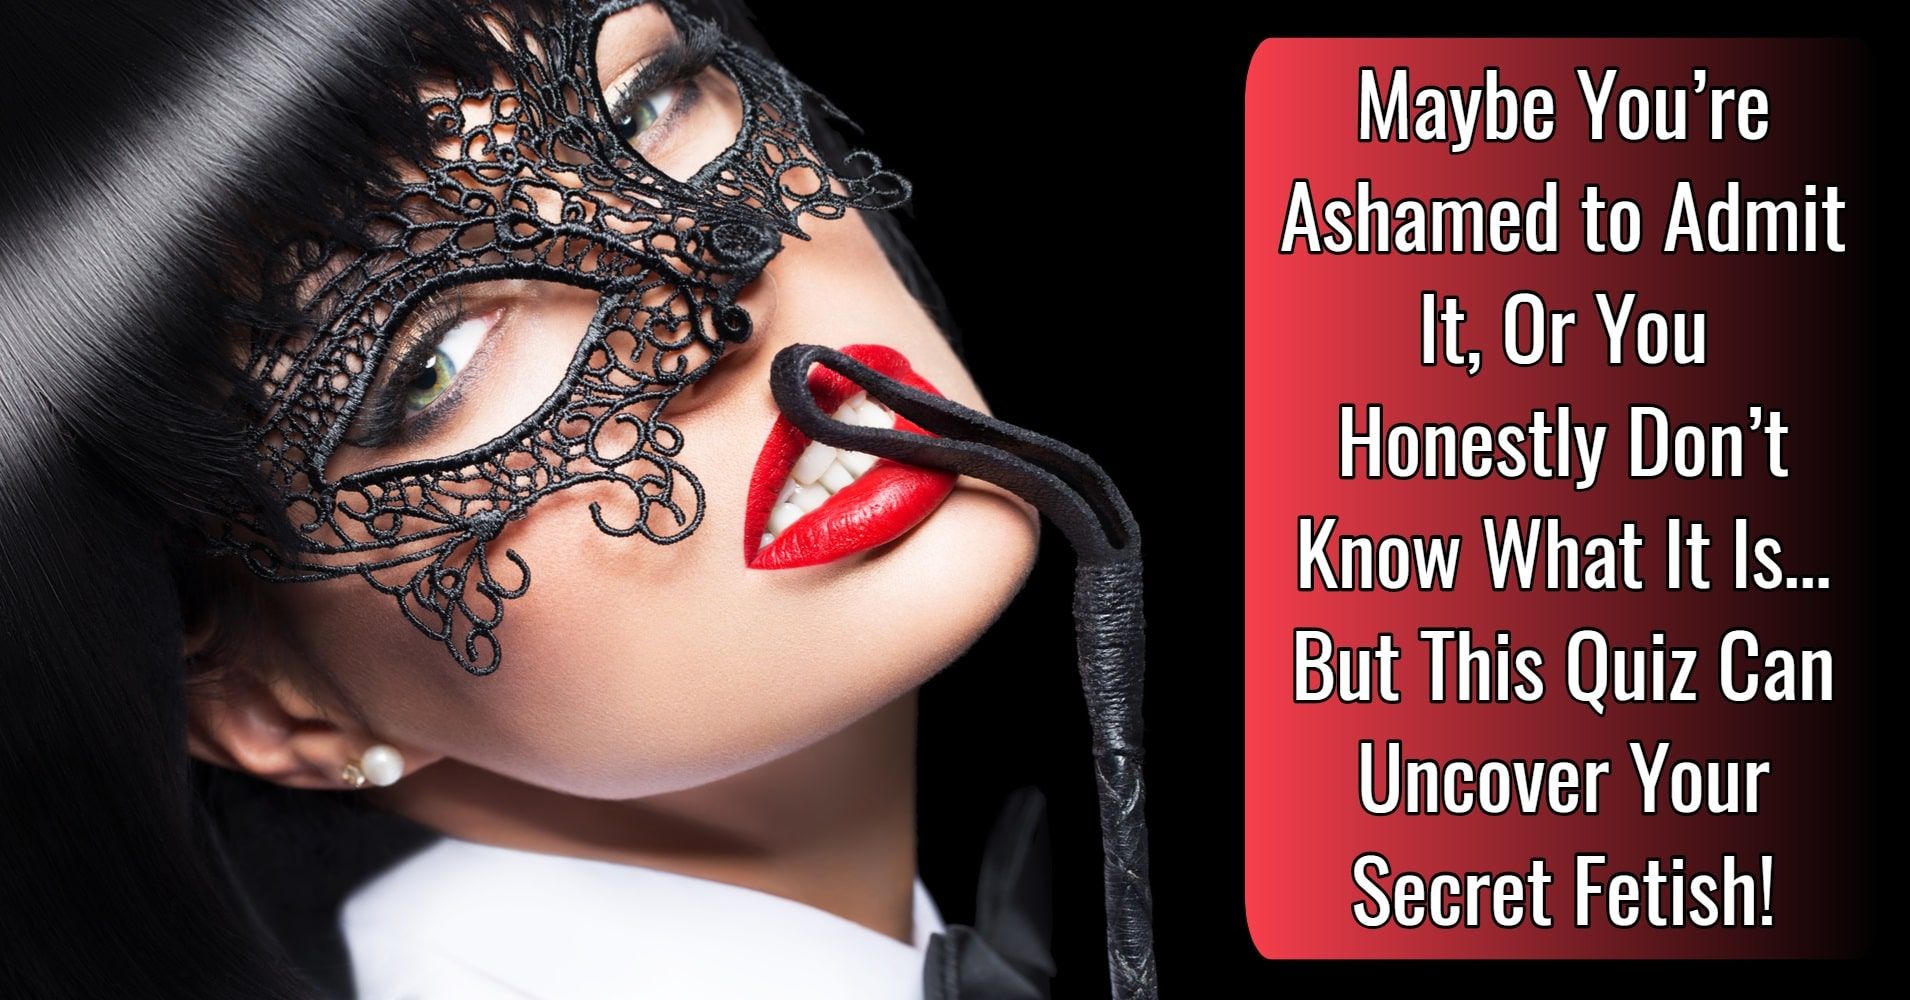 Maybe You’re
Ashamed to Admit
It, Or You
Honestly Don’t
Know What It Is...
But This Quiz Can
Uncover Your
Secret Fetish!